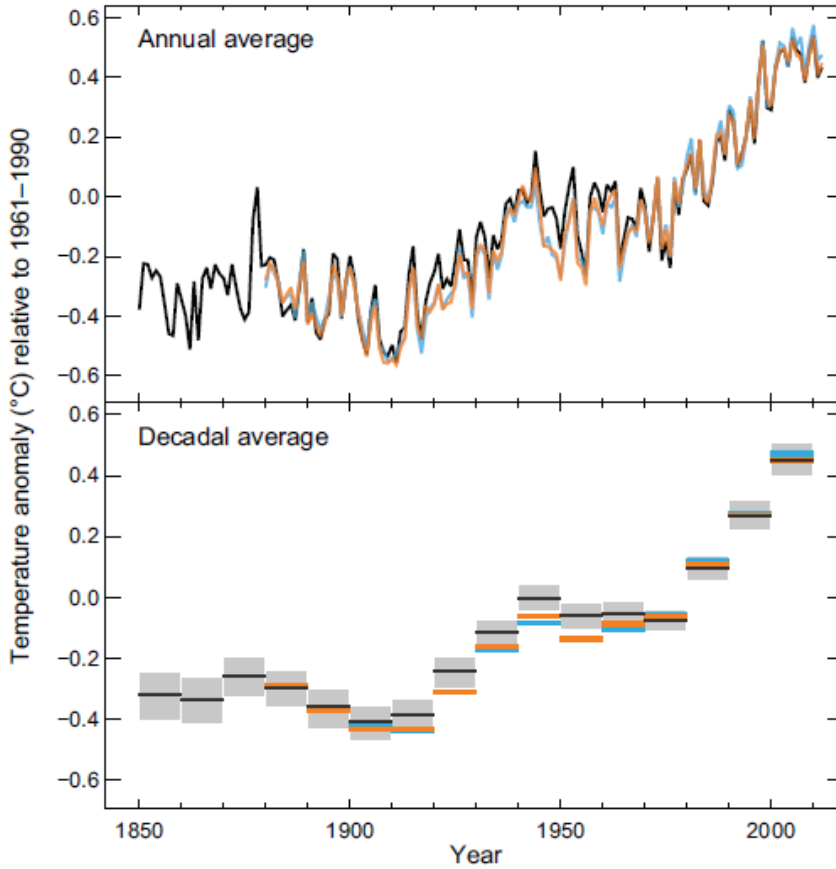 Temperature anomaly (°C) relative to 1961–1990
Annual average
0.6
0.4
0.2
0.0
−0.2
−0.4
−0.6
Decadal average
0.6
0.4
0.2
0.0
−0.2
−0.4
−0.6
1850 1900 1950 2000
Year